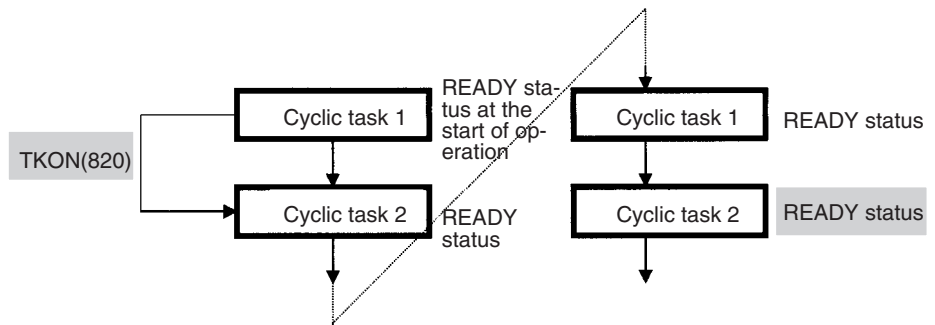 TKON(820)
Cyclic task 1
READY sta-
tus at the
start of op-
eration
Cyclic task 2
READY
status
Cyclic task 1
READY status
Cyclic task 2
READY status